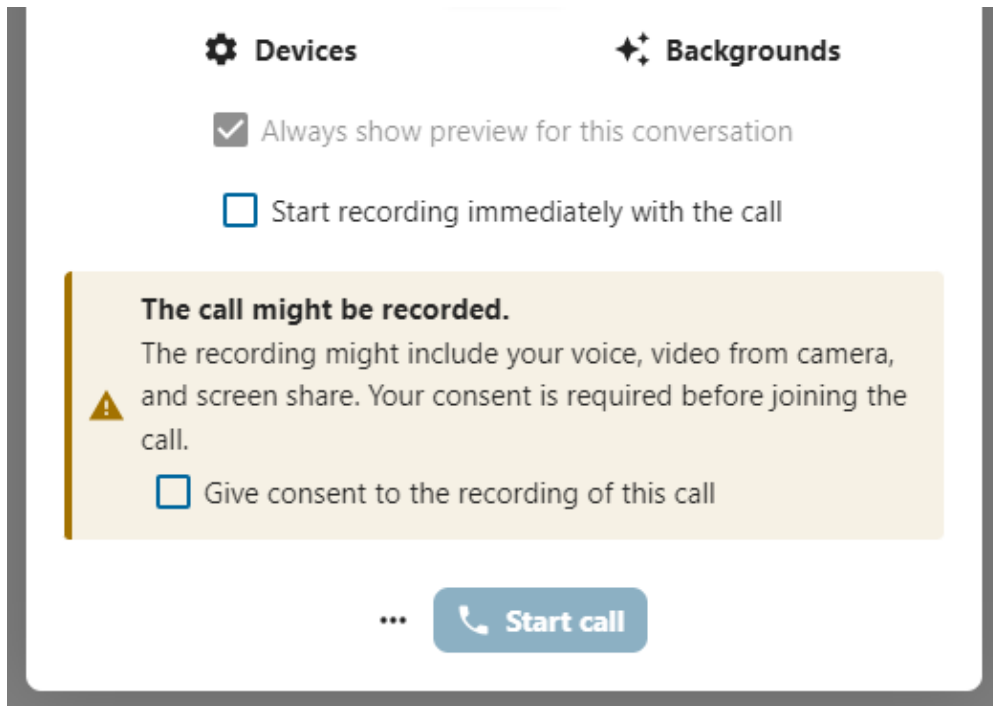 Devices
Backgrounds
Always show preview for this conversation
Start recording immediately with the call
The call might be recorded.
The recording might include your voice, video from camera,
and screen share. Your consent is required before joining the
call.
Give consent to the recording of this call
Start call